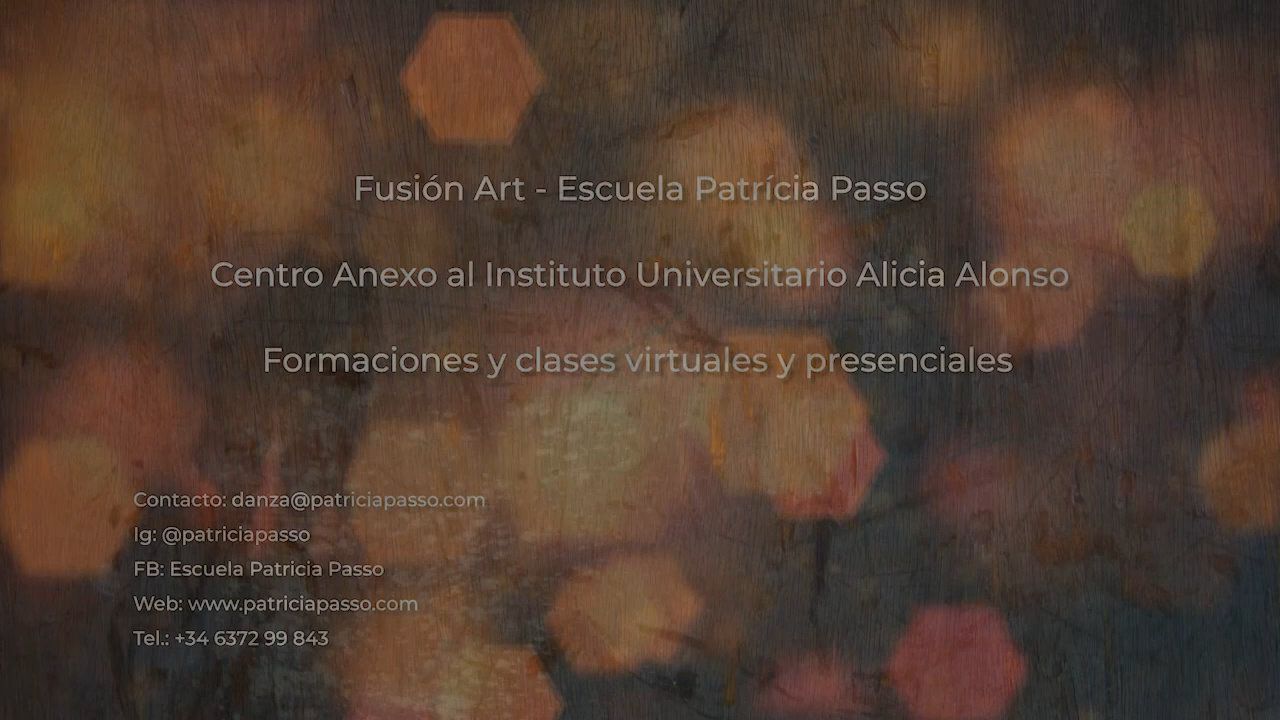 Fusión Art - Escuela Patrícia Passo
Centro Anexo al Instituto Universitario Alicia Alonso
Formaciones y clases virtuales y presenciales
Contacto: danza@patriciapasso.com
Ig: @patriciapasso
FB: Escuela Patricia Passo
Web: www.patriciapasso.com
Tel.: +34 6372 99 843